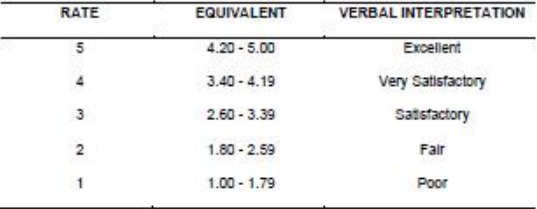 RATE EQUIVALENT VERBAL INTERPRETATION
5 4.20 - 5.00 Excellent
4 3.40 - 4.19 Very Satisfactory
3 2.60 - 3.39 Satisfactory
2 1.80 - 2.59 Fair
1 1.00 - 1.79 Poor